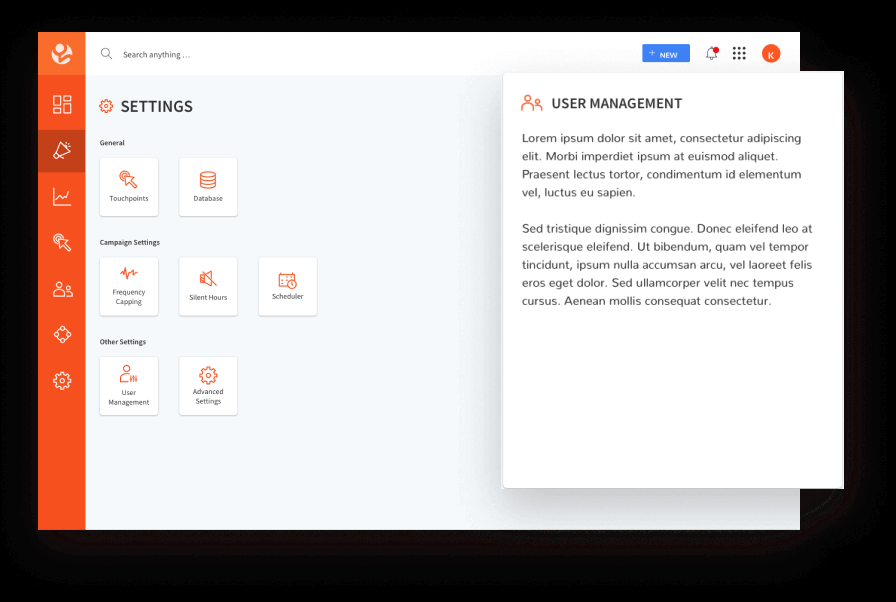 Search anything ...
+ NEW
K
SETTINGS
General
Touchpoints
Database
Campaign Settings
Frequency
Capping
Silent Hours
Scheduler
Other Settings
User
Management
Advanced
Settings
USER MANAGEMENT
Lorem ipsum dolor sit amet, consectetur adipiscing
elit. Morbi imperdiet ipsum at euismod aliquet.
Praesent lectus tortor, condimentum id elementum
vel, luctus eu sapien.
Sed tristique dignissim congue. Donec eleifend leo at
scelerisque eleifend. Ut bibendum, quam vel tempor
tincidunt, ipsum nulla accumsan arcu, vel laoreet felis
eros eget dolor. Sed ullamcorper velit nec tempus
cursus. Aenean mollis consequat consectetur.